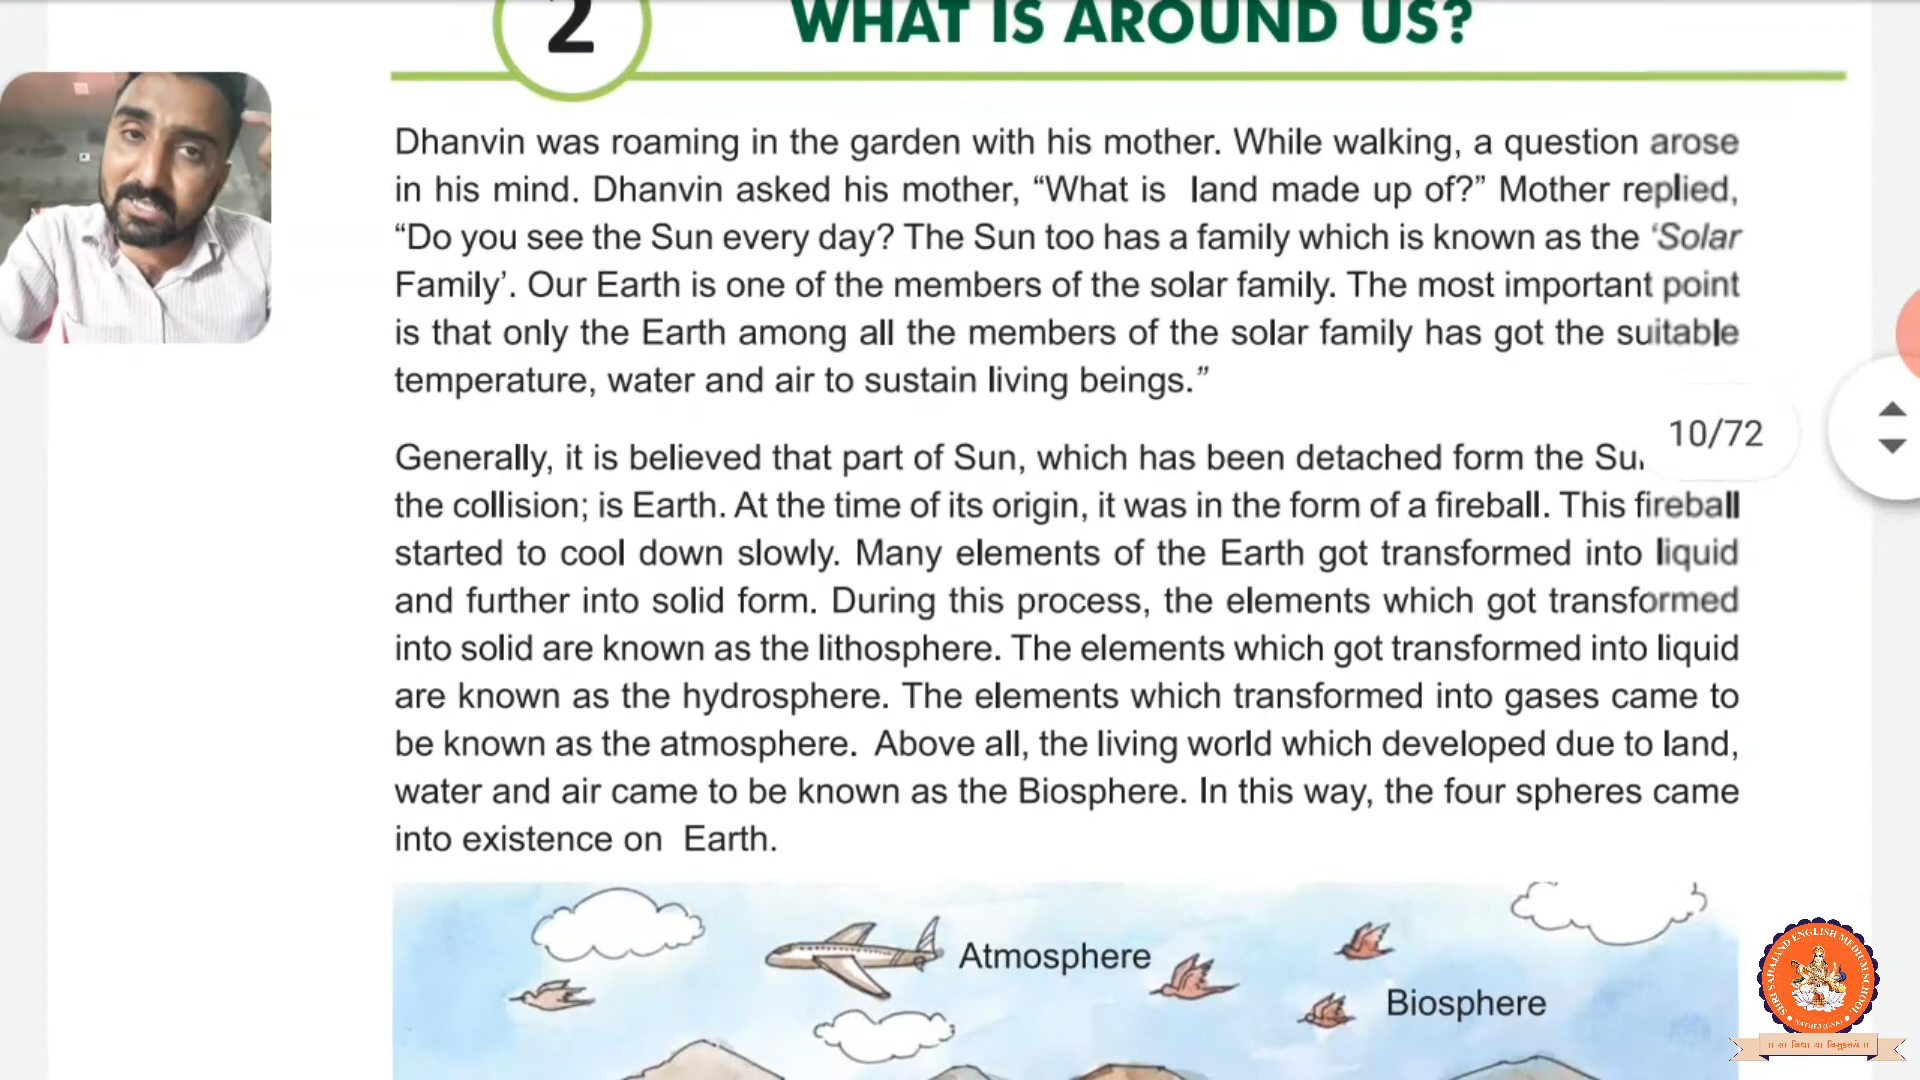 2
WHAT IS AROUND US?
Dhanvin was roaming in the garden with his mother. While walking, a question arose
in his mind. Dhanvin asked his mother, “What is land made up of?” Mother replied,
“Do you see the Sun every day? The Sun too has a family which is known as the ‘Solar
Family’. Our Earth is one of the members of the solar family. The most important point
is that only the Earth among all the members of the solar family has got the suitable
temperature, water and air to sustain living beings.”
10/72
Generally, it is believed that part of Sun, which has been detached form the
the collision; is Earth. At the time of its origin, it was in the form of a fireball. This fireball
started to cool down slowly. Many elements of the Earth got transformed into liquid
and further into solid form. During this process, the elements which got transformed
into solid are known as the lithosphere. The elements which got transformed into liquid
are known as the hydrosphere. The elements which transformed into gases came to
be known as the atmosphere. Above all, the living world which developed due to land,
water and air came to be known as the Biosphere. In this way, the four spheres came
into existence on Earth.
Atmosphere
Biosphere
SHRI SAHAJANAND ENGLISH MEDIUM SCHOOL
॥ सा विद्या या विमुक्तये ॥